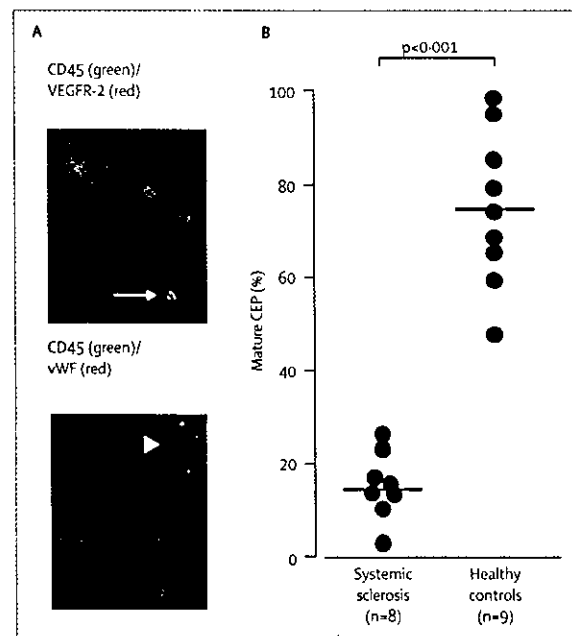 A
CD45 (green)/
VEGFR-2 (red)
CD45 (green)/
vWF (red)
B
p<0·001
Mature CEP (%)
100
80
60
40
20
0
Systemic
sclerosis
(n=8)
Healthy
controls
(n=9)